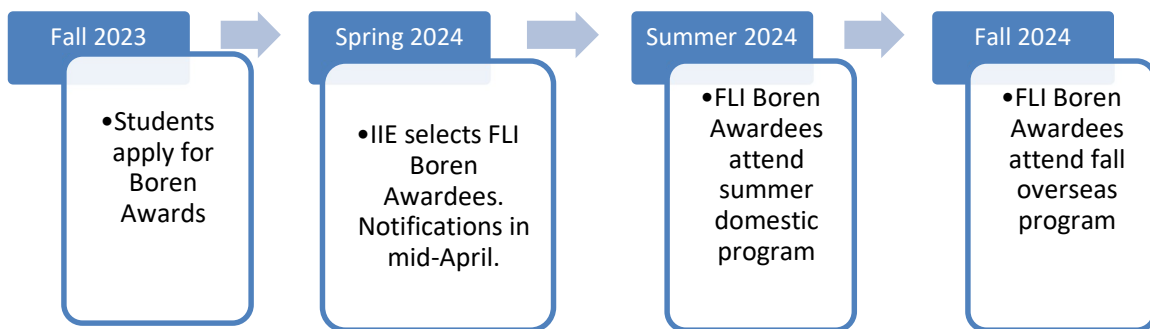 Fall 2023
•Students
apply for
Boren
Awards
Spring 2024
•IIE selects FLI
Boren
Awardees.
Notifications in
mid-April.
Summer 2024
•FLI Boren
Awardees
attend
summer
domestic
program
Fall 2024
•FLI Boren
Awardees
attend fall
overseas
program